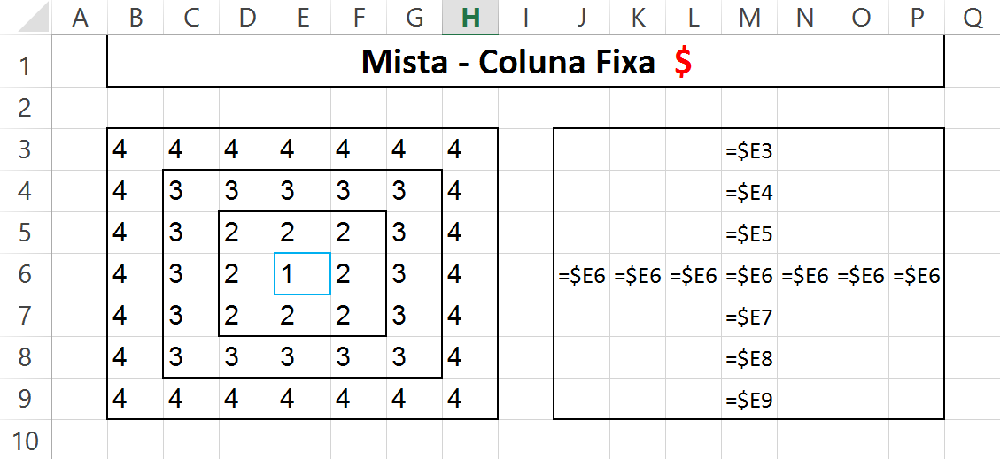 A B C D E F G H I J K L M N O P Q
1 Mista - Coluna Fixa $
2
3 4 4 4 4 4 4 4 =$E3
4 4 3 3 3 3 3 4 =$E4
5 4 3 2 2 2 3 4 =$E5
6 4 3 2 1 2 3 4 =$E6 =$E6 =$E6 =$E6 =$E6 =$E6 =$E6
7 4 3 2 2 2 3 4 =$E7
8 4 3 3 3 3 3 4 =$E8
9 4 4 4 4 4 4 4 =$E9
10